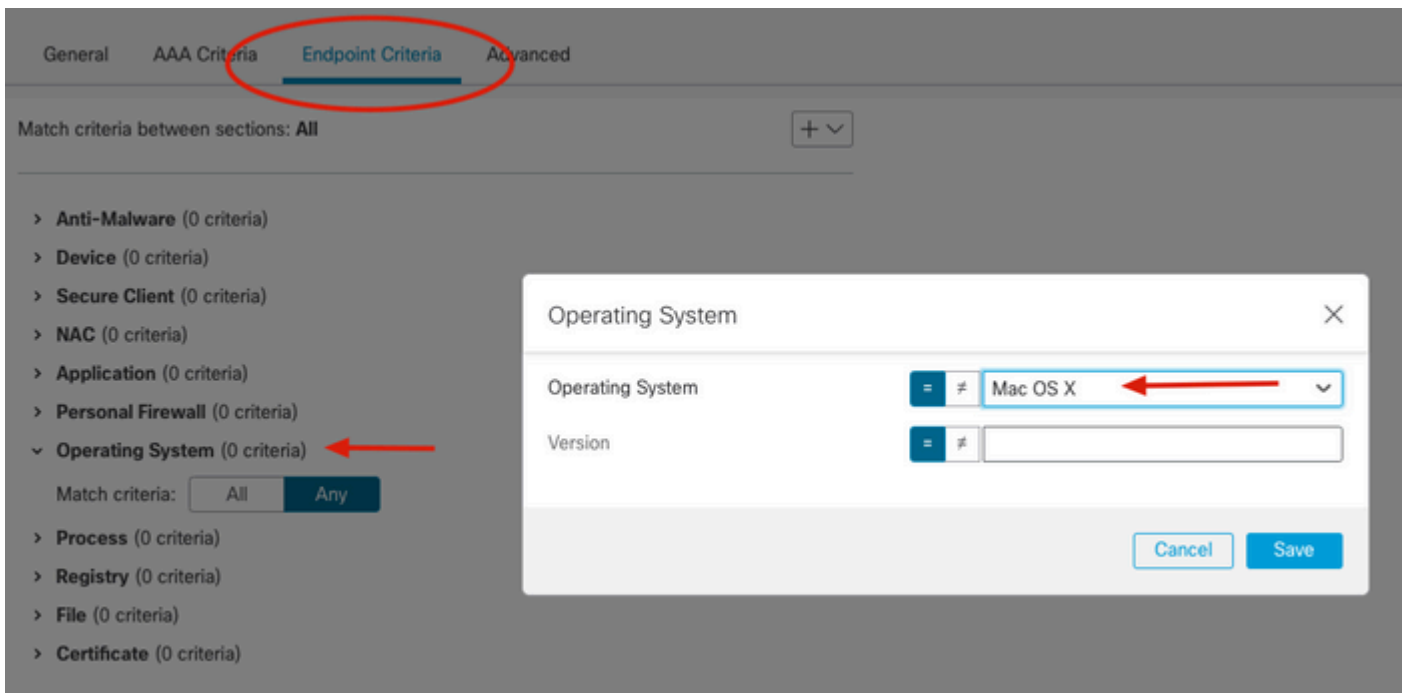 General AAA Criteria Endpoint Criteria Advanced
Match criteria between sections: All
> Anti-Malware (0 criteria)
> Device (0 criteria)
> Secure Client (0 criteria)
> NAC (0 criteria)
> Application (0 criteria)
> Personal Firewall (0 criteria)
Operating System (0 criteria)
Match criteria: All Any
> Process (0 criteria)
> Registry (0 criteria)
> File (0 criteria)
> Certificate (0 criteria)
Operating System
Operating System = ≠ Mac OS X
Version = ≠
Cancel Save